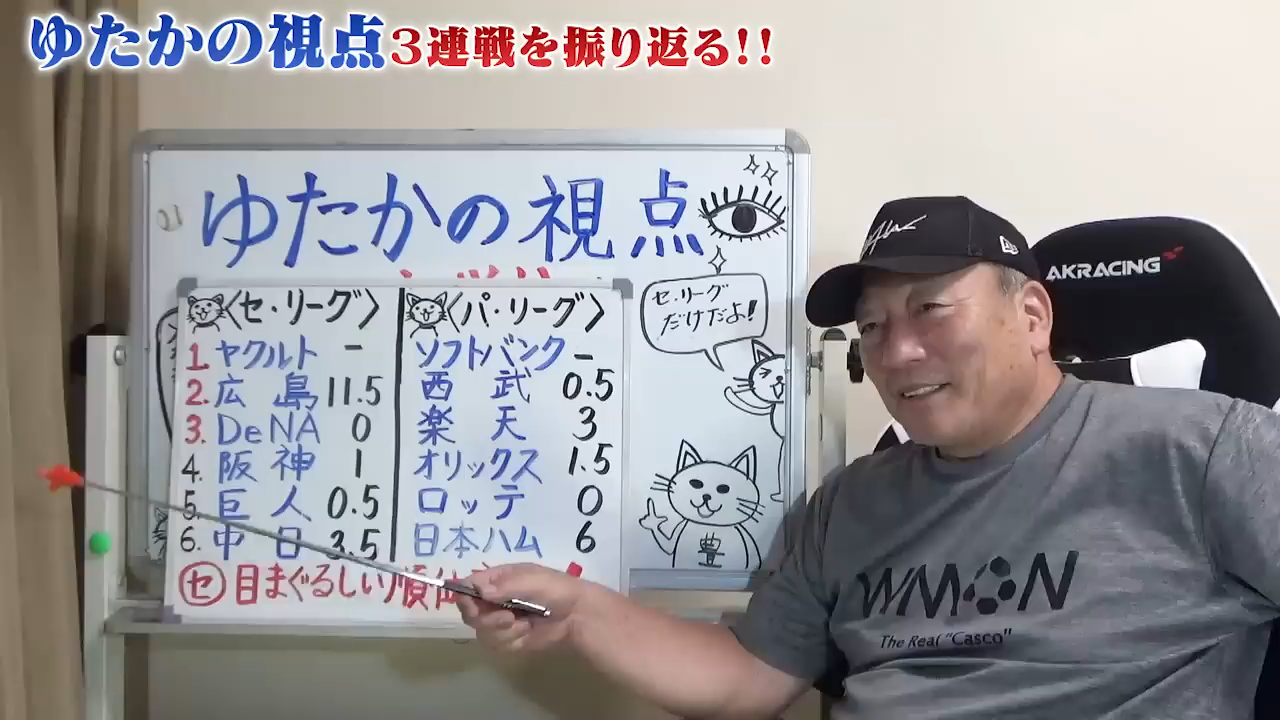 ゆたかの視点3連戦を振り返る!!
ゆたかの視点
〈セ・リーグ〉
1. ヤクルト -
2. 広島 11.5
3. DeNA 0
4. 阪神 1
5. 巨人 0.5
6. 中日 3.5
〈パ・リーグ〉
ソフトバンク -
西武 0.5
楽天 3
オリックス 1.5
ロッテ 0
日本ハム 6
セ 目まぐるしい順位
セ・リーグ
だけだよ!
豊
AKRACING
WMON
The Real "Casco"